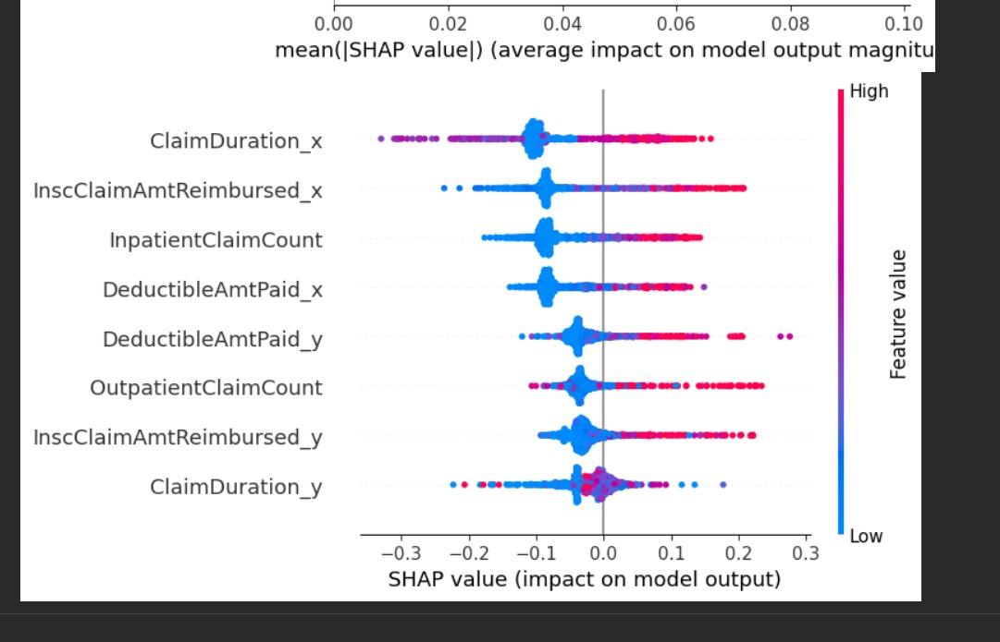 0.00 0.02 0.04 0.06 0.08 0.10
mean(|SHAP value|) (average impact on model output magnitu
High
ClaimDuration_x
InscClaimAmtReimbursed_x
InpatientClaimCount
DeductibleAmtPaid_x
DeductibleAmtPaid_y
OutpatientClaimCount
InscClaimAmtReimbursed_y
ClaimDuration_y
Feature value
Low
−0.3 −0.2 −0.1 0.0 0.1 0.2 0.3
SHAP value (impact on model output)